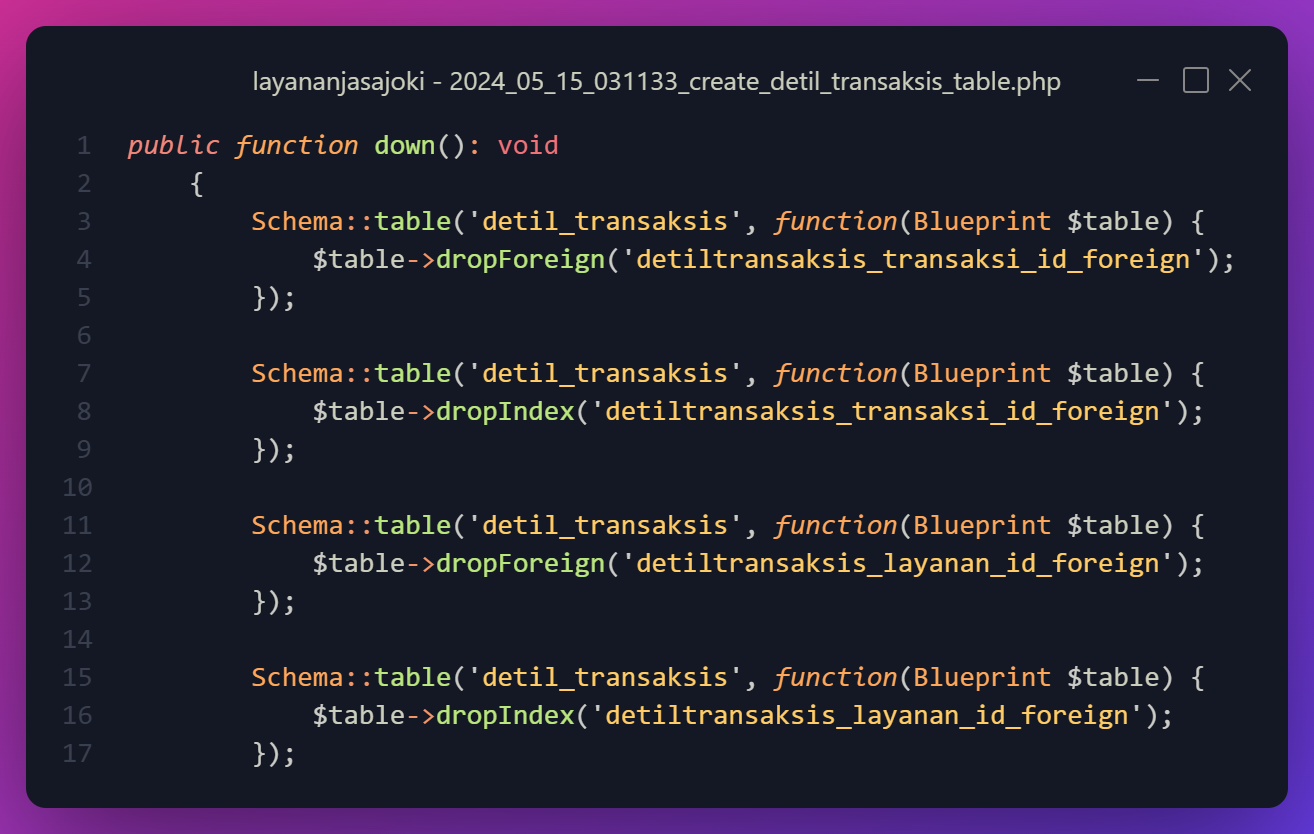 layananjasajoki - 2024_05_15_031133_create_detil_transaksis_table.php
1 public function down(): void
2     {
3         Schema::table('detil_transaksis', function(Blueprint $table) {
4             $table->dropForeign('detiltransaksis_transaksi_id_foreign');
5         });
6
7         Schema::table('detil_transaksis', function(Blueprint $table) {
8             $table->dropIndex('detiltransaksis_transaksi_id_foreign');
9         });
10
11         Schema::table('detil_transaksis', function(Blueprint $table) {
12             $table->dropForeign('detiltransaksis_layanan_id_foreign');
13         });
14
15         Schema::table('detil_transaksis', function(Blueprint $table) {
16             $table->dropIndex('detiltransaksis_layanan_id_foreign');
17         });